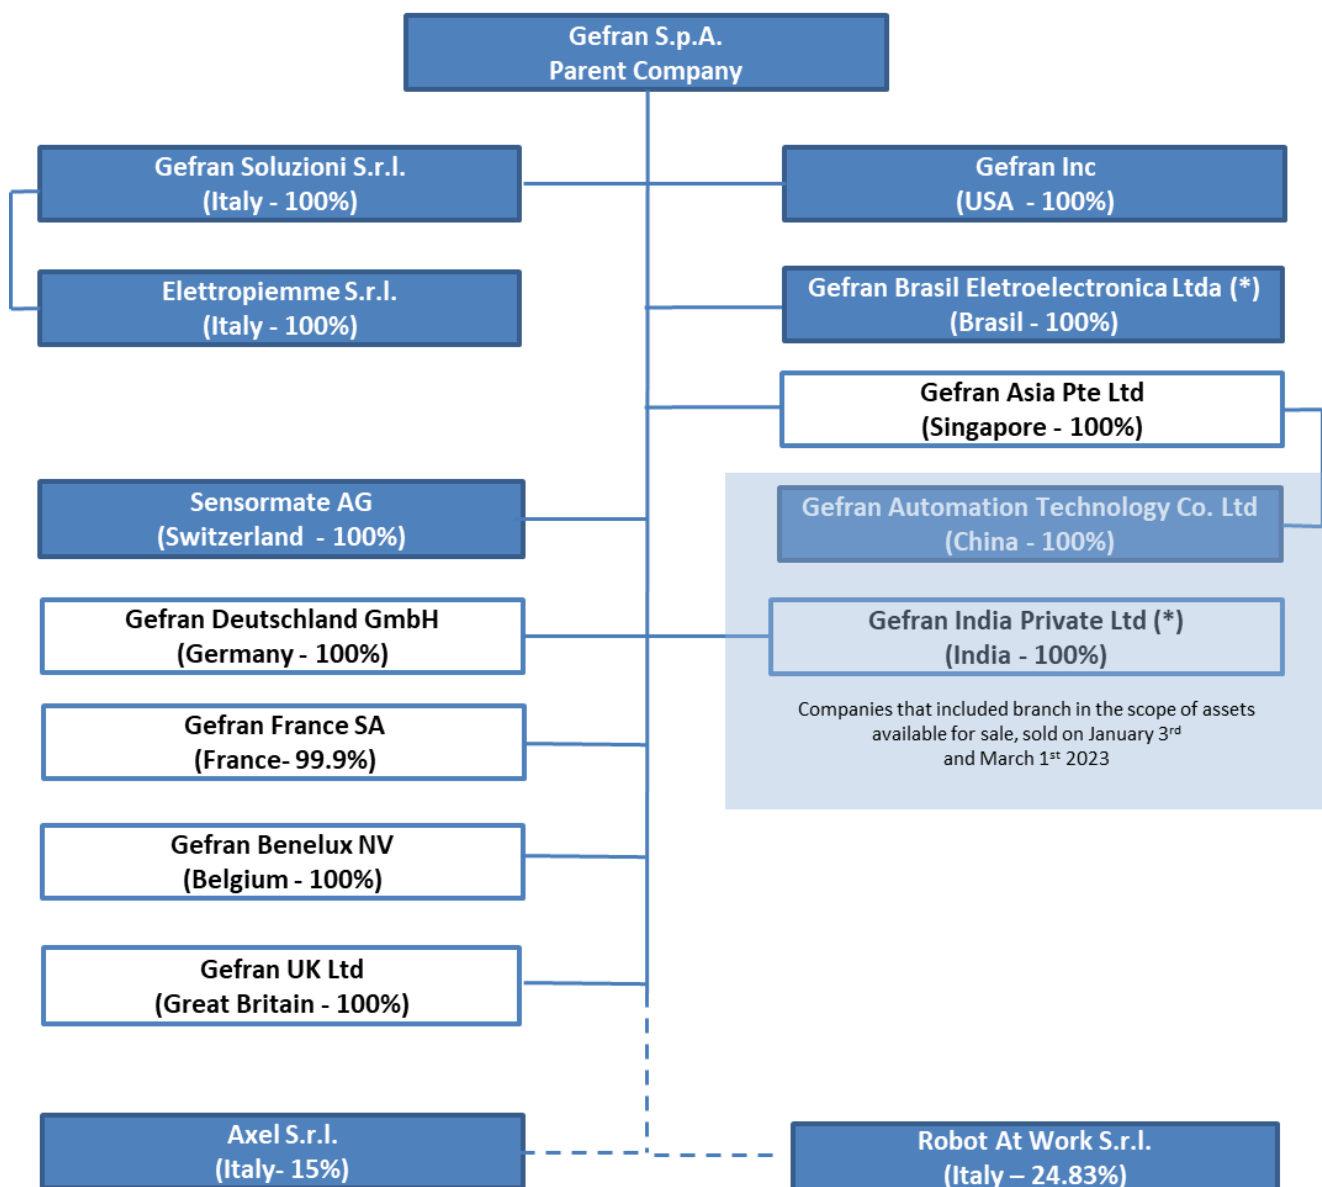 Gefran S.p.A.
Parent Company
Gefran Soluzioni S.r.l.
(Italy - 100%)
Gefran Inc
(USA - 100%)
Elettropiemme S.r.l.
(Italy - 100%)
Gefran Brasil Eletroelectronica Ltda (*)
(Brasil - 100%)
Gefran Asia Pte Ltd
(Singapore - 100%)
Sensormate AG
(Switzerland - 100%)
Gefran Automation Technology Co. Ltd
(China - 100%)
Gefran Deutschland GmbH
(Germany - 100%)
Gefran India Private Ltd (*)
(India - 100%)
Companies that included branch in the scope of assets
available for sale, sold on January 3rd
and March 1st 2023
Gefran France SA
(France- 99.9%)
Gefran Benelux NV
(Belgium - 100%)
Gefran UK Ltd
(Great Britain - 100%)
Axel S.r.l.
(Italy- 15%)
Robot At Work S.r.l.
(Italy – 24.83%)